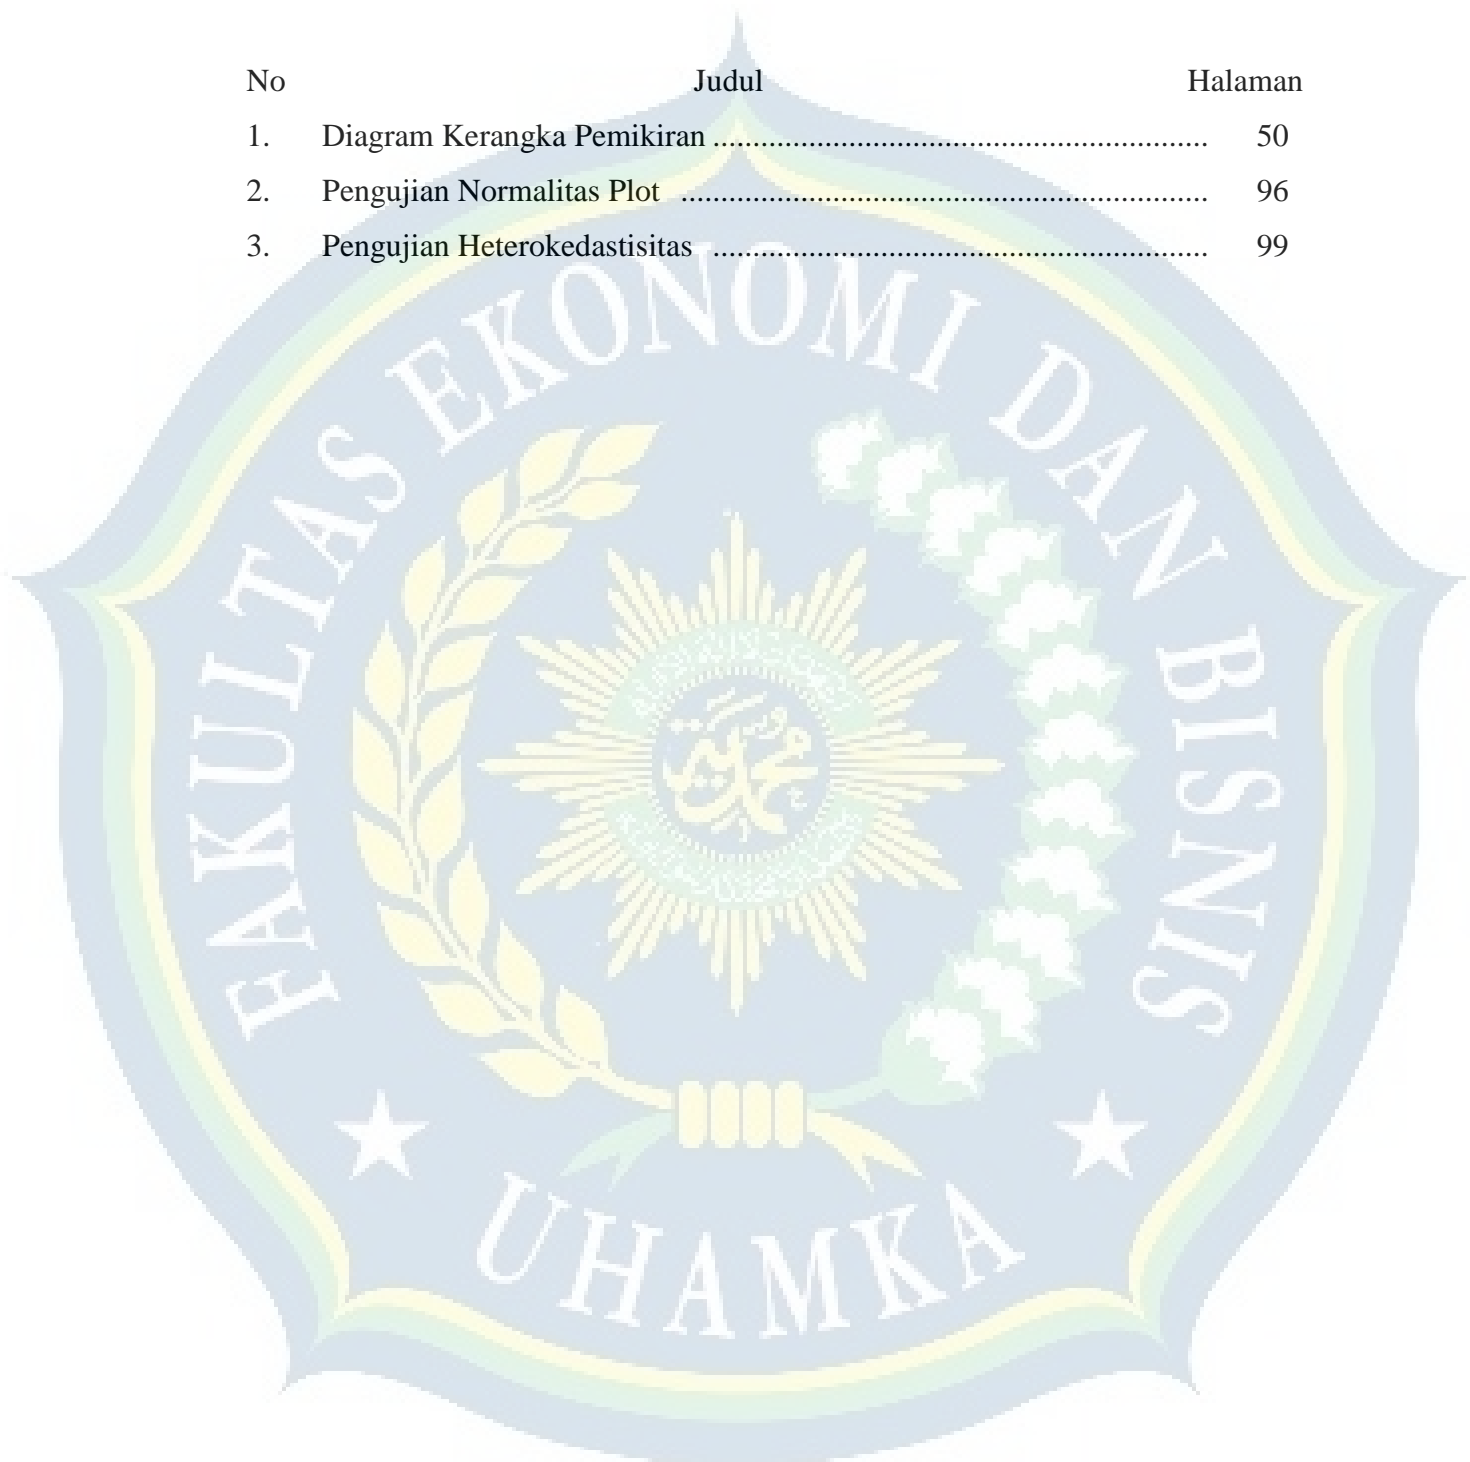 No Judul Halaman
1. Diagram Kerangka Pemikiran .............................................................. 50
2. Pengujian Normalitas Plot .................................................................. 96
3. Pengujian Heterokedastisitas .............................................................. 99
FAKULTAS EKONOMI DAN BISNIS
محمد
UHAMKA